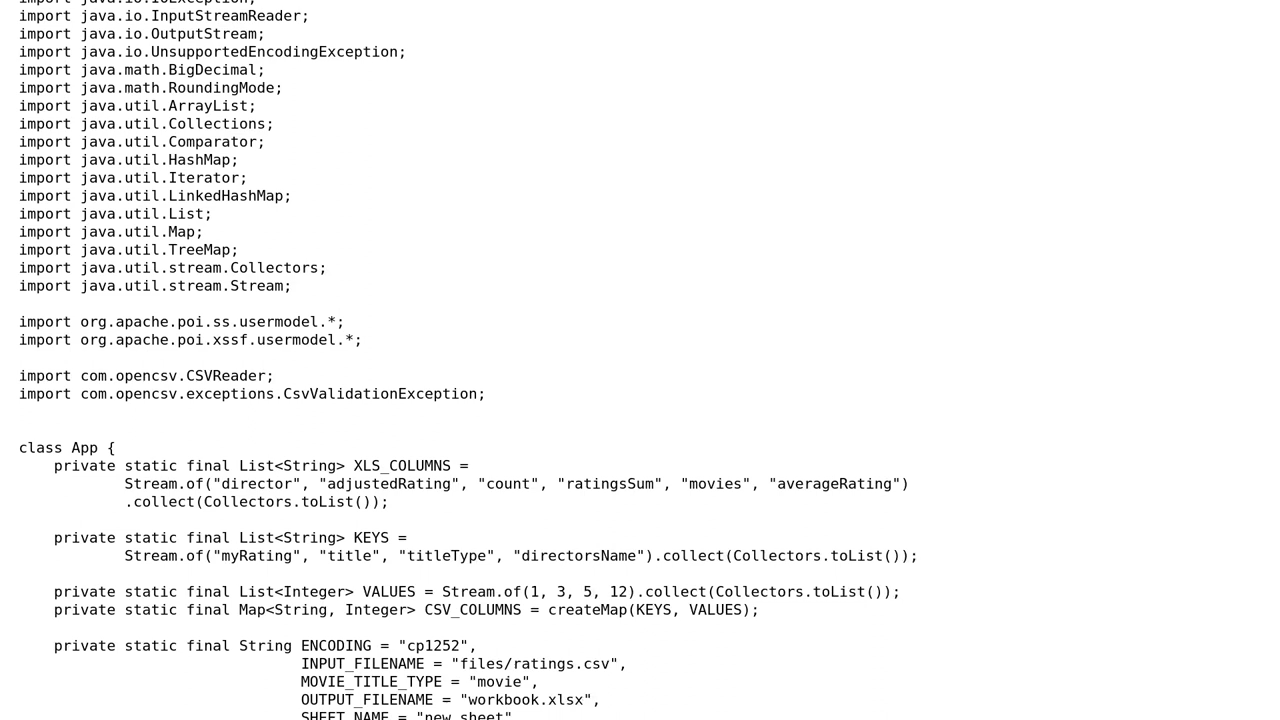 import java.io.IOException;
import java.io.InputStreamReader;
import java.io.OutputStream;
import java.io.UnsupportedEncodingException;
import java.math.BigDecimal;
import java.math.RoundingMode;
import java.util.ArrayList;
import java.util.Collections;
import java.util.Comparator;
import java.util.HashMap;
import java.util.Iterator;
import java.util.LinkedHashMap;
import java.util.List;
import java.util.Map;
import java.util.TreeMap;
import java.util.stream.Collectors;
import java.util.stream.Stream;

import org.apache.poi.ss.usermodel.*;
import org.apache.poi.xssf.usermodel.*;

import com.opencsv.CSVReader;
import com.opencsv.exceptions.CsvValidationException;


class App {
    private static final List<String> XLS_COLUMNS =
            Stream.of("director", "adjustedRating", "count", "ratingsSum", "movies", "averageRating")
            .collect(Collectors.toList());

    private static final List<String> KEYS =
            Stream.of("myRating", "title", "titleType", "directorsName").collect(Collectors.toList());

    private static final List<Integer> VALUES = Stream.of(1, 3, 5, 12).collect(Collectors.toList());
    private static final Map<String, Integer> CSV_COLUMNS = createMap(KEYS, VALUES);

    private static final String ENCODING = "cp1252",
                                INPUT_FILENAME = "files/ratings.csv",
                                MOVIE_TITLE_TYPE = "movie",
                                OUTPUT_FILENAME = "workbook.xlsx",
                                SHEET_NAME = "new sheet"